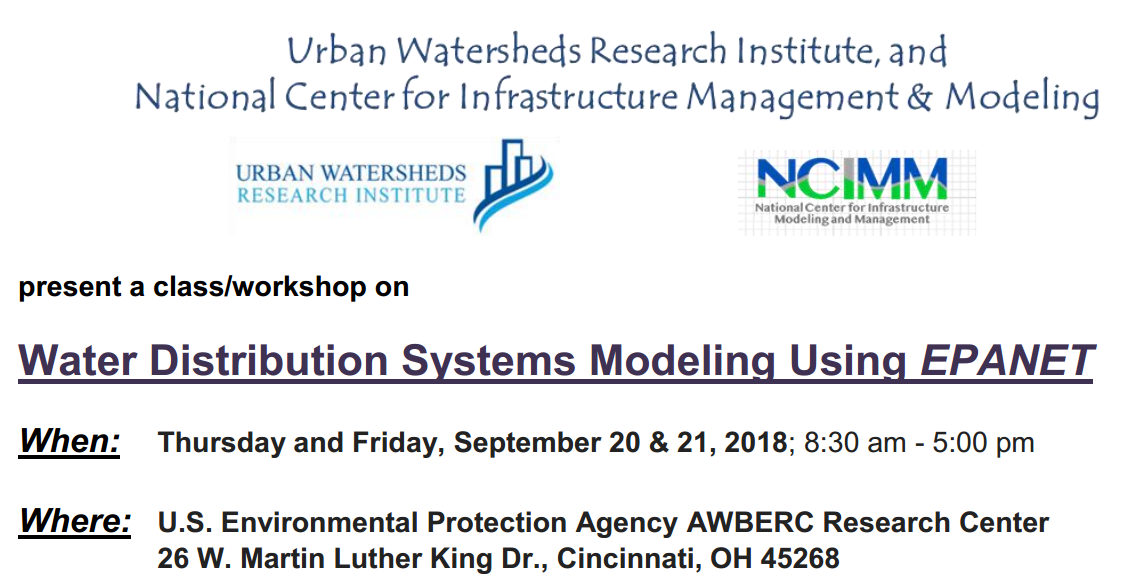 Urban Watersheds Research Institute, and
National Center for Infrastructure Management & Modeling
URBAN WATERSHEDS
RESEARCH INSTITUTE
NCIMM
National Center for Infrastructure
Modeling and Management
present a class/workshop on
Water Distribution Systems Modeling Using EPANET
When: Thursday and Friday, September 20 & 21, 2018; 8:30 am - 5:00 pm
Where: U.S. Environmental Protection Agency AWBERC Research Center
26 W. Martin Luther King Dr., Cincinnati, OH 45268